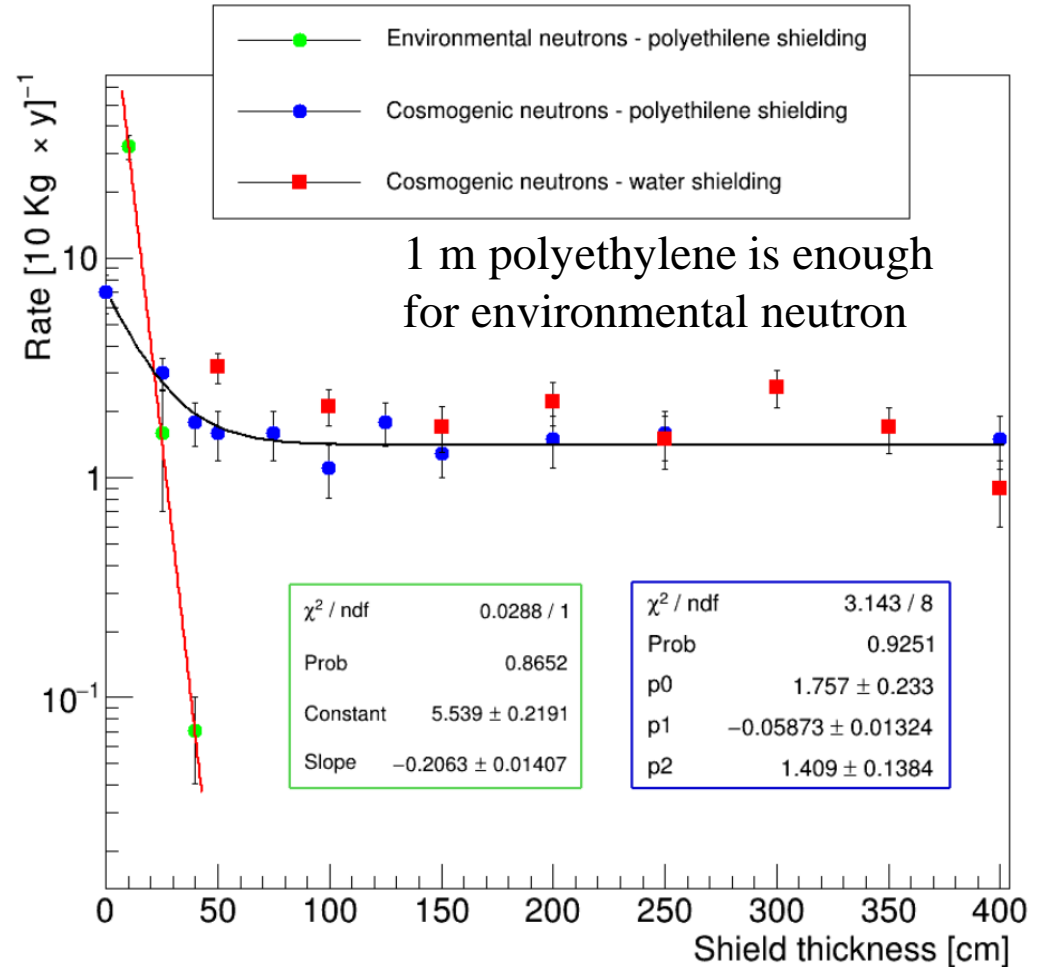 Environmental neutrons - polyethilene shielding
Cosmogenic neutrons - polyethilene shielding
Cosmogenic neutrons - water shielding
1 m polyethylene is enough
for environmental neutron
Rate [10 Kg × y]⁻¹
10
1
10⁻¹
χ² / ndf 0.0288 / 1
Prob 0.8652
Constant 5.539 ± 0.2191
Slope −0.2063 ± 0.01407
χ² / ndf 3.143 / 8
Prob 0.9251
p0 1.757 ± 0.233
p1 −0.05873 ± 0.01324
p2 1.409 ± 0.1384
0 50 100 150 200 250 300 350 400
Shield thickness [cm]